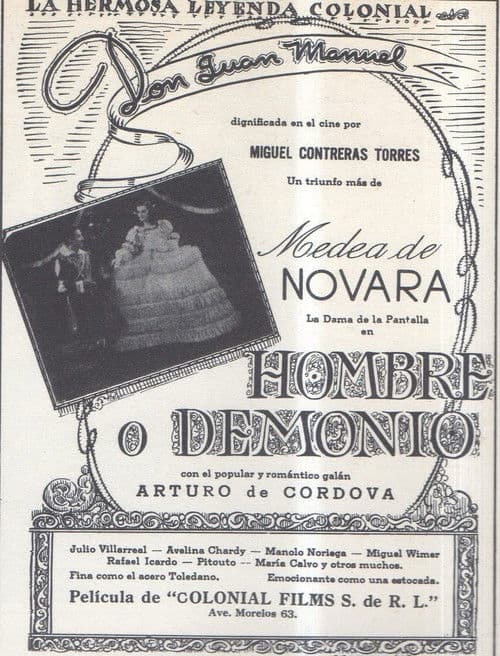 LA HERMOSA LEYENDA COLONIAL
Don Juan Manuel
dignificada en el cine por
MIGUEL CONTRERAS TORRES
Un triunfo más de
Medea de
NOVARA
La Dama de la Pantalla
en
HOMBRE
O DEMONIO
con el popular y romántico galán
ARTURO de CORDOVA
Julio Villarreal — Avelina Chardy — Manolo Noriega — Miguel Wimer
Rafael Icardo — Pitouto -- María Calvo y otros muchos.
Fina como el acero Toledano. Emocionante como una estocada.
Película de "COLONIAL FILMS S. de R. L."
Ave. Morelos 63.